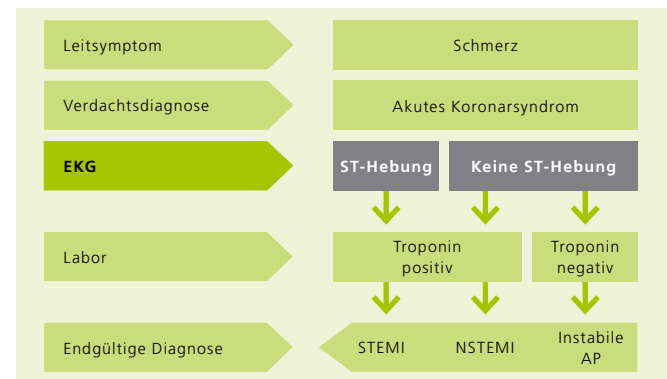 Leitsymptom
Schmerz
Verdachtsdiagnose
Akutes Koronarsyndrom
EKG
ST-Hebung
Keine ST-Hebung
Labor
Troponin
positiv
Troponin
negativ
Endgültige Diagnose
STEMI
NSTEMI
Instabile
AP